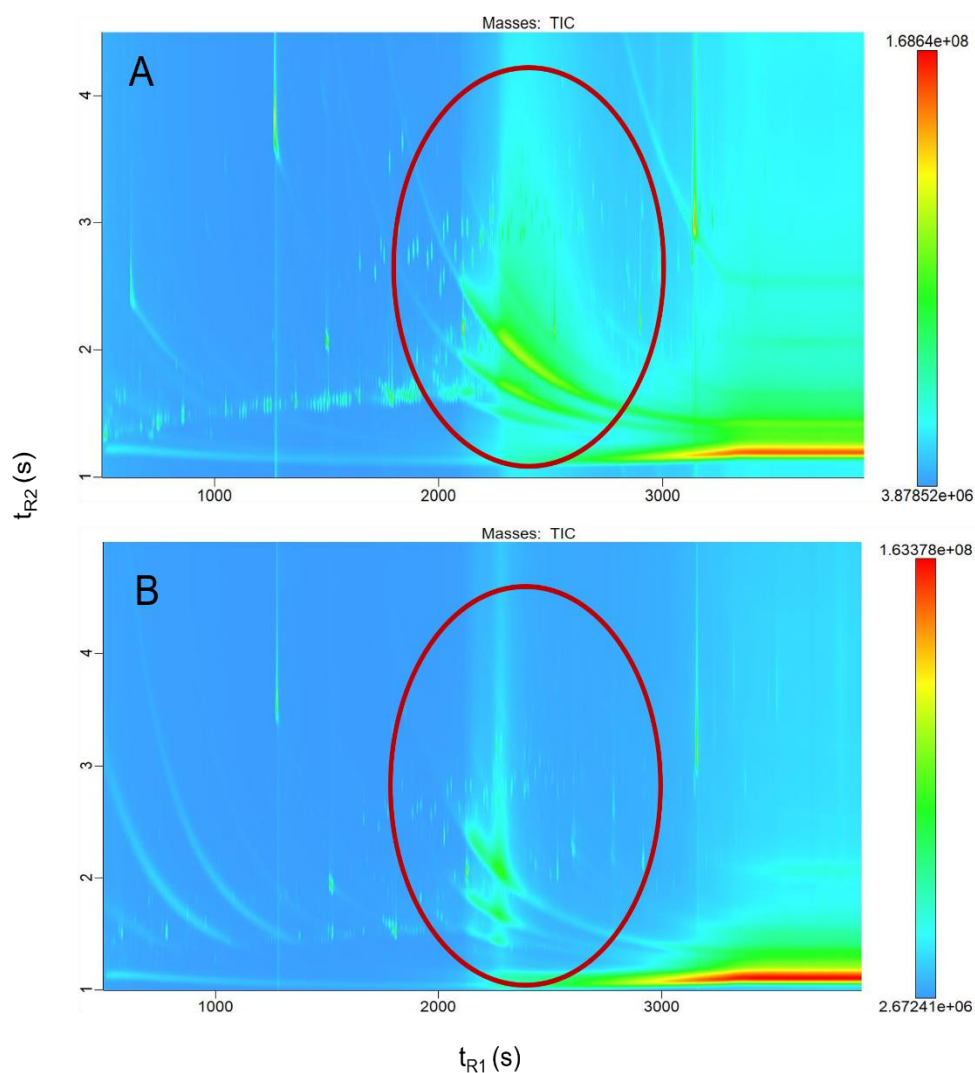 Masses: TIC
1.6864e+08
A
4
3
2
1
1000
2000
3000
3.87852e+06
tR2 (s)
Masses: TIC
1.63378e+08
B
4
3
2
1
1000
2000
3000
2.67241e+06
tR1 (s)